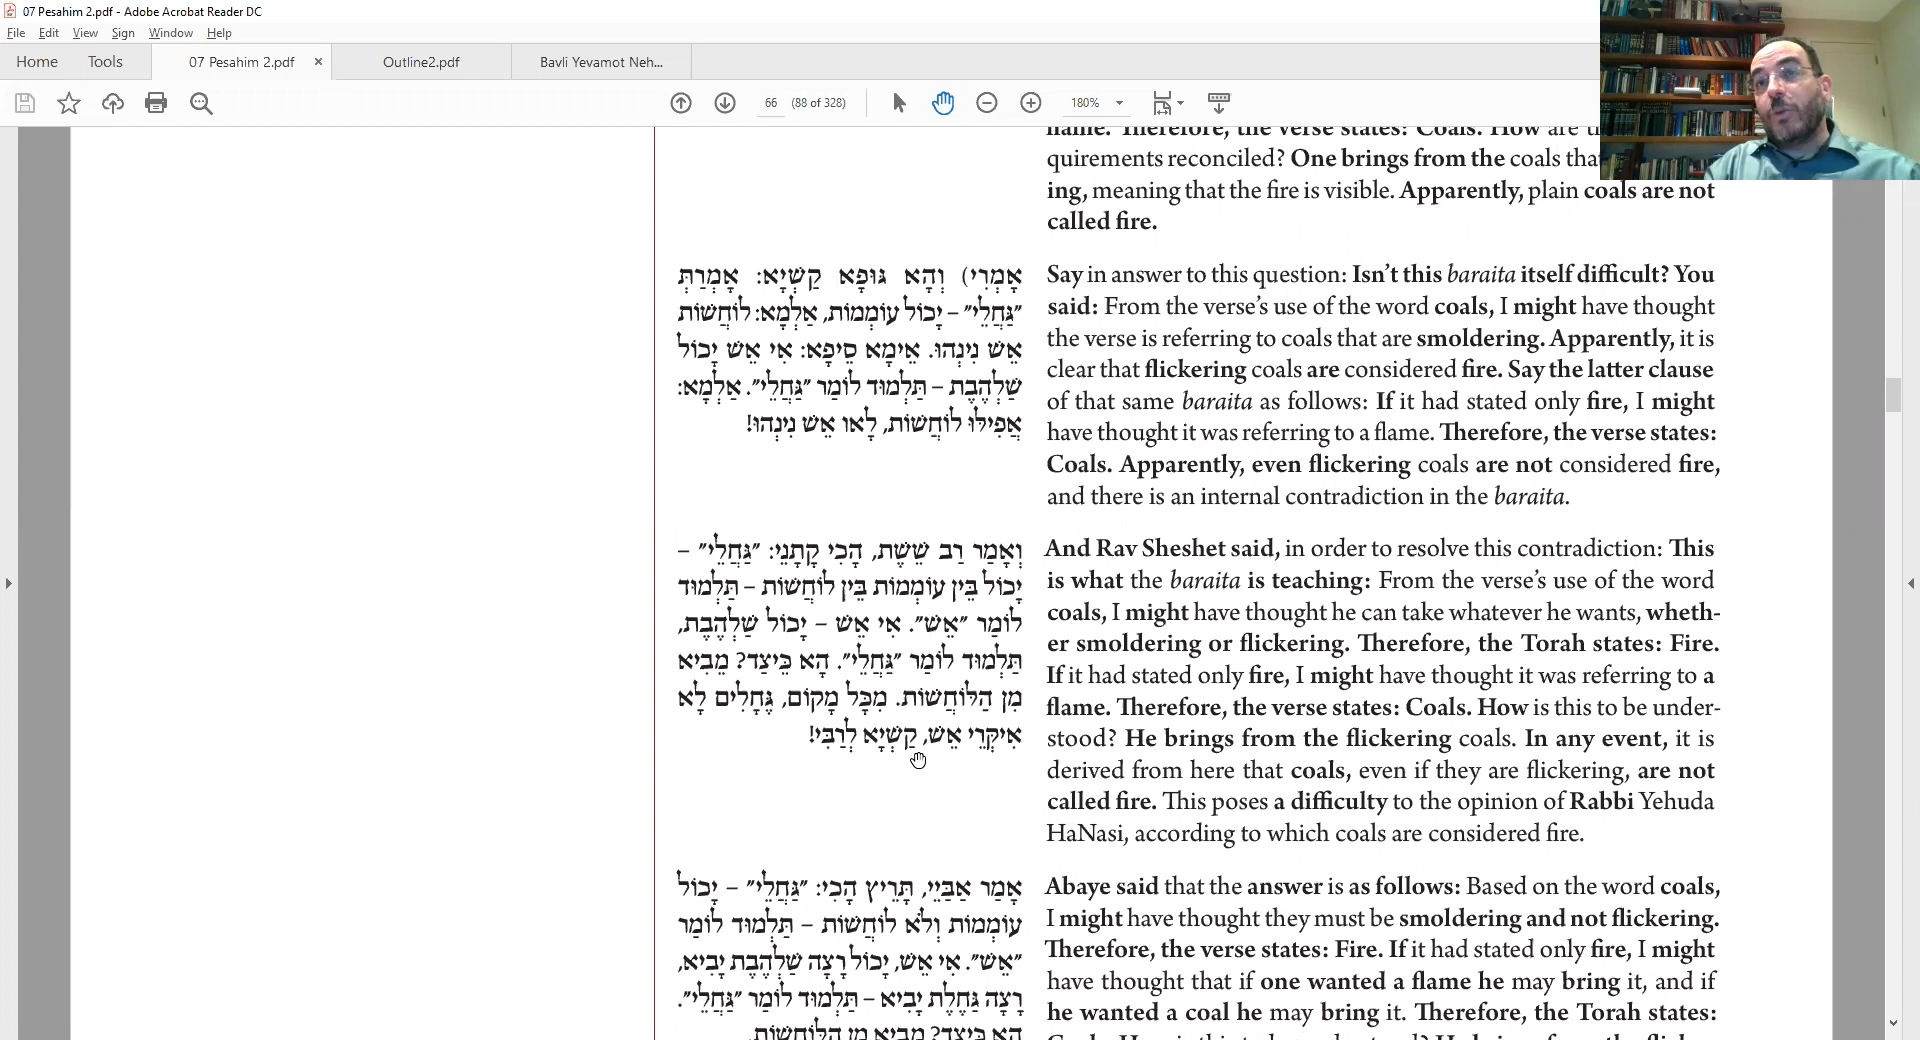 07 Pesahim 2.pdf - Adobe Acrobat Reader DC
File Edit View Sign Window Help
Home Tools 07 Pesahim 2.pdf × Outline2.pdf Bavli Yevamot Neh...
66 (88 of 328) 180%
flame. Therefore, the verse states: Coals. How are
quirements reconciled? One brings from the coals
ing, meaning that the fire is visible. Apparently, plain coals are not
called fire.
אָמְרִי) וְהָא גּוּפָא קַשְׁיָא: אָמְרַתְּ
״גַּחֲלֵי״ – יָכוֹל עוֹמְמוֹת, אַלְמָא: לוֹחֲשׁוֹת
אֵשׁ נִינְהוּ. אֵימָא סֵיפָא: אִי אֵשׁ יָכוֹל
שַׁלְהֶבֶת – תַּלְמוּד לוֹמַר ״גַּחֲלֵי״. אַלְמָא:
אֲפִילּוּ לוֹחֲשׁוֹת, לָאו אֵשׁ נִינְהוּ!
Say in answer to this question: Isn't this baraita itself difficult? You
said: From the verse's use of the word coals, I might have thought
the verse is referring to coals that are smoldering. Apparently, it is
clear that flickering coals are considered fire. Say the latter clause
of that same baraita as follows: If it had stated only fire, I might
have thought it was referring to a flame. Therefore, the verse states:
Coals. Apparently, even flickering coals are not considered fire,
and there is an internal contradiction in the baraita.
וְאָמַר רַב שֵׁשֶׁת, הָכִי קָתָנֵי: ״גַּחֲלֵי״ –
יָכוֹל בֵּין עוֹמְמוֹת בֵּין לוֹחֲשׁוֹת – תַּלְמוּד
לוֹמַר ״אֵשׁ״. אִי אֵשׁ – יָכוֹל שַׁלְהֶבֶת,
תַּלְמוּד לוֹמַר ״גַּחֲלֵי״. הָא כֵּיצַד? מֵבִיא
מִן הַלּוֹחֲשׁוֹת. מִכָּל מָקוֹם, גֶּחָלִים לָא
אִיקְּרֵי אֵשׁ, קַשְׁיָא לְרַבִּי!
And Rav Sheshet said, in order to resolve this contradiction: This
is what the baraita is teaching: From the verse's use of the word
coals, I might have thought he can take whatever he wants, wheth-
er smoldering or flickering. Therefore, the Torah states: Fire.
If it had stated only fire, I might have thought it was referring to a
flame. Therefore, the verse states: Coals. How is this to be under-
stood? He brings from the flickering coals. In any event, it is
derived from here that coals, even if they are flickering, are not
called fire. This poses a difficulty to the opinion of Rabbi Yehuda
HaNasi, according to which coals are considered fire.
אָמַר אַבַּיֵי, תָּרֵיץ הָכִי: ״גַּחֲלֵי״ – יָכוֹל
עוֹמְמוֹת וְלֹא לוֹחֲשׁוֹת – תַּלְמוּד לוֹמַר
״אֵשׁ״. אִי אֵשׁ, יָכוֹל רָצָה שַׁלְהֶבֶת יָבִיא,
רָצָה גַּחֶלֶת יָבִיא – תַּלְמוּד לוֹמַר ״גַּחֲלֵי״.
הָא כֵּיצַד? מֵבִיא מִן הַלּוֹחֲשׁוֹת.
Abaye said that the answer is as follows: Based on the word coals,
I might have thought they must be smoldering and not flickering.
Therefore, the verse states: Fire. If it had stated only fire, I might
have thought that if one wanted a flame he may bring it, and if
he wanted a coal he may bring it. Therefore, the Torah states: